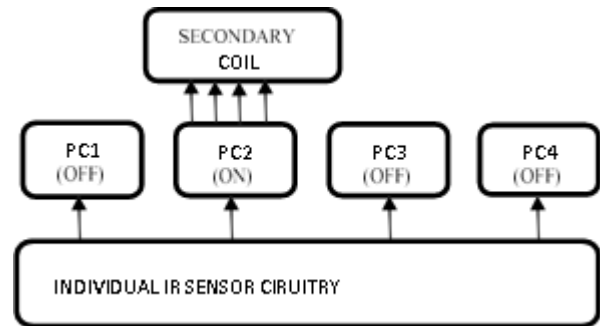 SECONDARY
COIL
PC1
(OFF)
PC2
(ON)
PC3
(OFF)
PC4
(OFF)
INDIVIDUAL IR SENSOR CIRUITRY